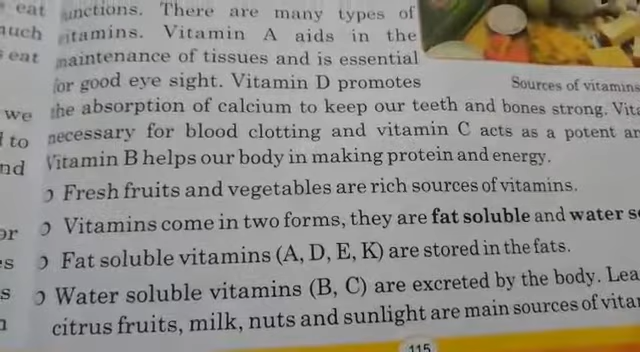 eat functions. There are many types of
vitamins. Vitamin A aids in the
eat maintenance of tissues and is essential
for good eye sight. Vitamin D promotes
Sources of vitamins
we the absorption of calcium to keep our teeth and bones strong.
to necessary for blood clotting and vitamin C acts as a potent
Vitamin B helps our body in making protein and energy.
Fresh fruits and vegetables are rich sources of vitamins.
Vitamins come in two forms, they are fat soluble and water
Fat soluble vitamins (A, D, E, K) are stored in the fats.
Water soluble vitamins (B, C) are excreted by the body.
citrus fruits, milk, nuts and sunlight are main sources of
115